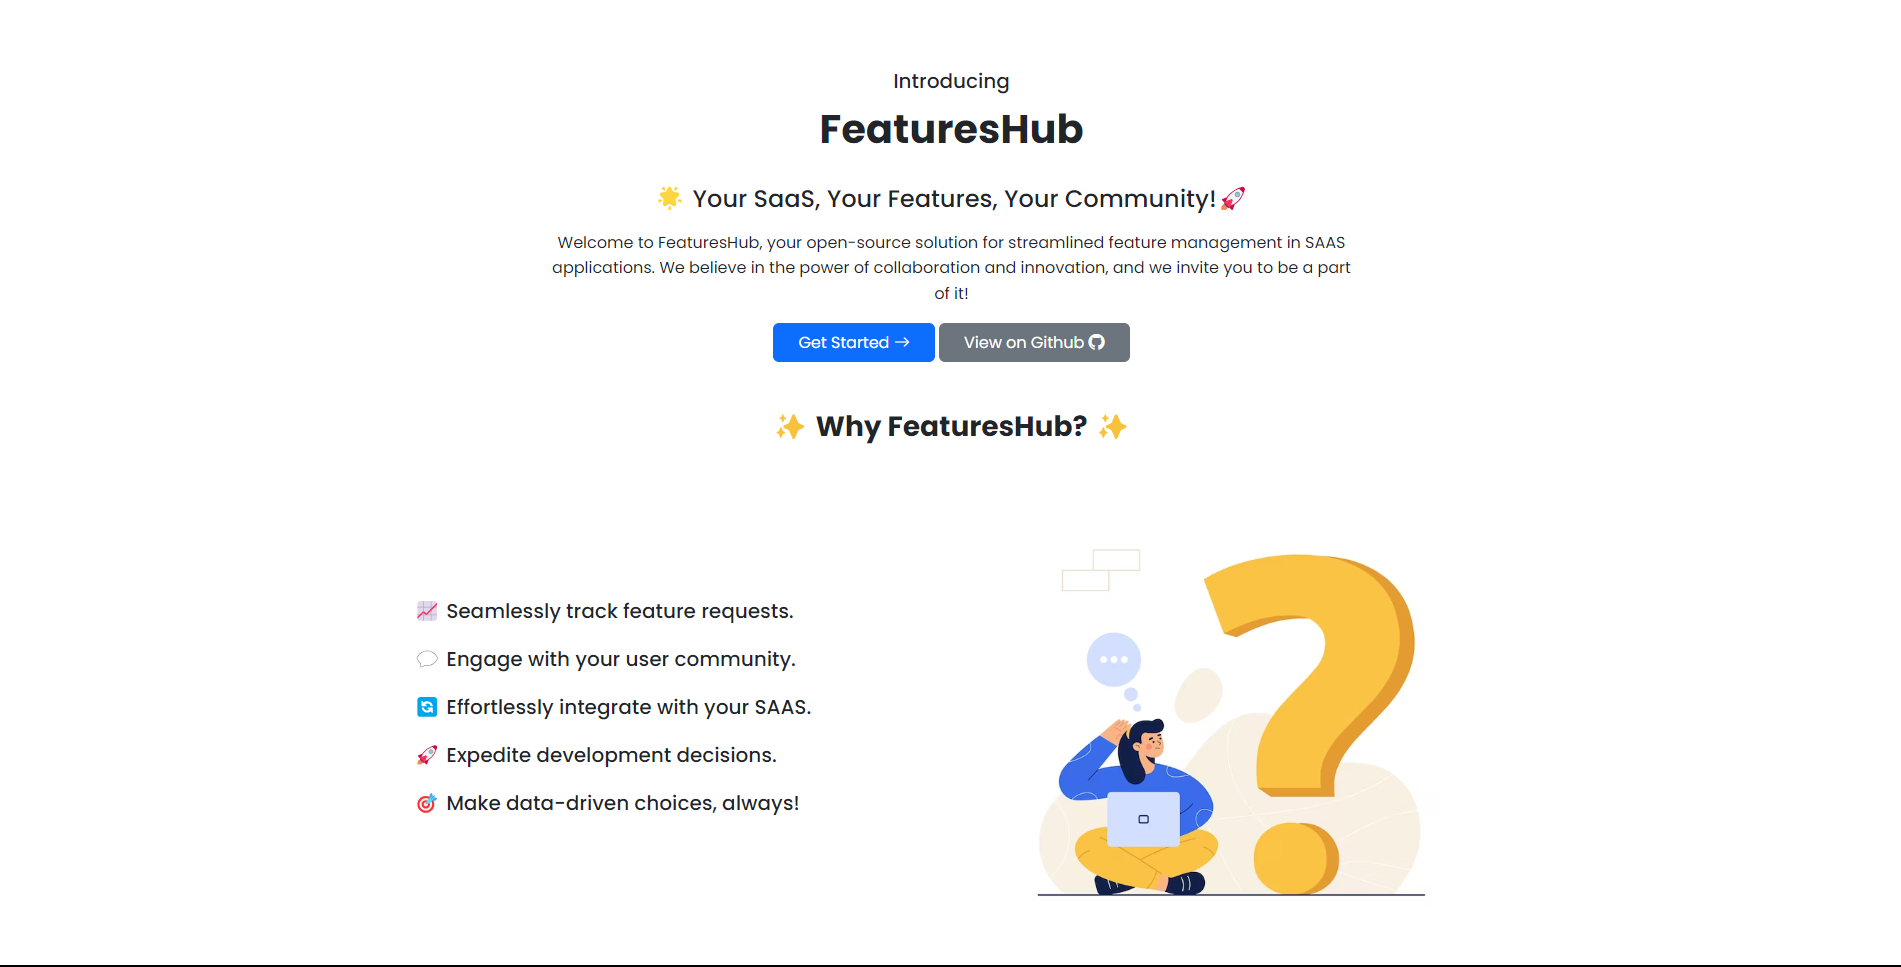 Introducing
FeaturesHub
🌟 Your SaaS, Your Features, Your Community!🚀
Welcome to FeaturesHub, your open-source solution for streamlined feature management in SAAS
applications. We believe in the power of collaboration and innovation, and we invite you to be a part
of it!
Get Started →
View on Github
✨ Why FeaturesHub? ✨
📈 Seamlessly track feature requests.
💬 Engage with your user community.
🔄 Effortlessly integrate with your SAAS.
🚀 Expedite development decisions.
🎯 Make data-driven choices, always!
?